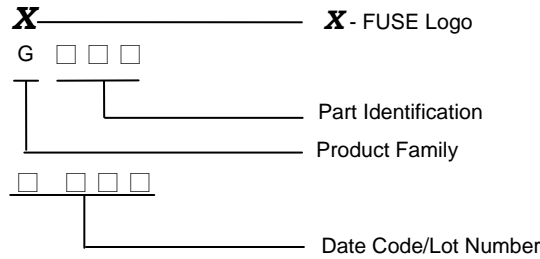 X X - FUSE Logo
G □ □ □
Part Identification
Product Family
□ □ □ □
Date Code/Lot Number